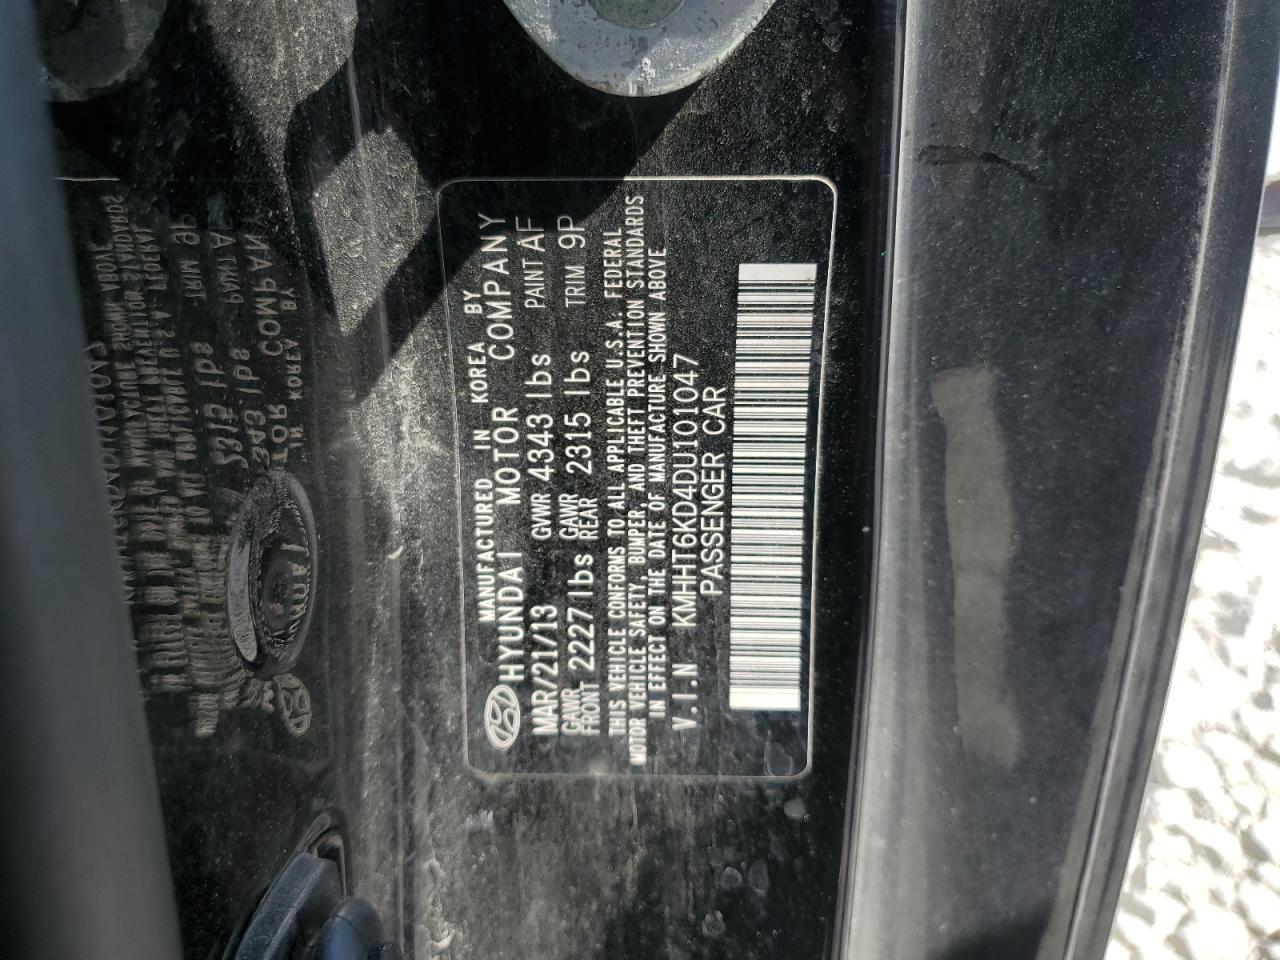 MANUFACTURED IN KOREA BY
HYUNDAI MOTOR COMPANY
MAR/21/13 GVWR 4343 lbs PAINT AF
GAWR FRONT 2227 lbs GAWR REAR 2315 lbs TRIM 9P
THIS VEHICLE CONFORMS TO ALL APPLICABLE U.S.A. FEDERAL
MOTOR VEHICLE SAFETY, BUMPER, AND THEFT PREVENTION STANDARDS
IN EFFECT ON THE DATE OF MANUFACTURE SHOWN ABOVE
V.I.N KMHHT6KD4DU101047
PASSENGER CAR